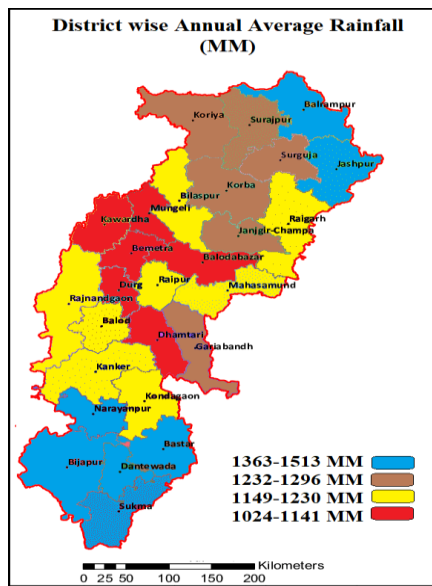 District wise Annual Average Rainfall
(MM)
Balrampur
Koriya
Surajpur
Surguja
Jashpur
Bilaspur
Korba
Mungeli
Kawardha
Raigarh
Janjgir-Champa
Bemetra
Balodabazar
Durg
Raipur
Mahasamund
Rajnandgaon
Balod
Dhamtari
Gariabandh
Kanker
Kondagaon
Narayanpur
Bastar
Bijapur
Dantewada
Sukma
1363-1513 MM
1232-1296 MM
1149-1230 MM
1024-1141 MM
Kilometers
0 25 50 100 150 200